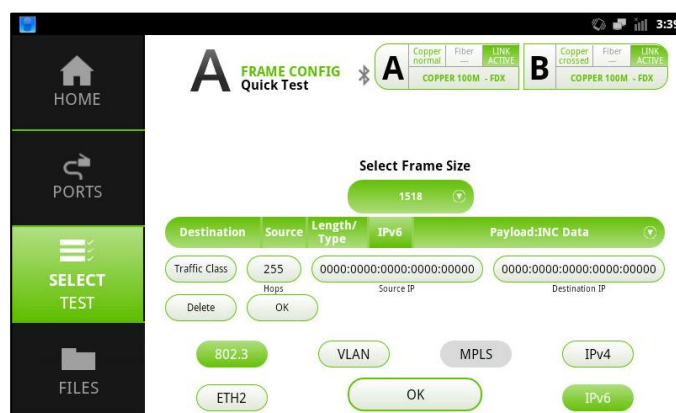 3:39
HOME
PORTS
SELECT
TEST
FILES
A FRAME CONFIG
Quick Test
A Copper normal Fiber — LINK ACTIVE
COPPER 100M - FDX
B Copper crossed Fiber — LINK ACTIVE
COPPER 100M - FDX
Select Frame Size
1518
Destination Source Length/Type IPv6 Payload:INC Data
Traffic Class 255 0000:0000:0000:0000:00000 0000:0000:0000:0000:00000
Hops Source IP Destination IP
Delete OK
802.3 VLAN MPLS IPv4
ETH2 OK IPv6